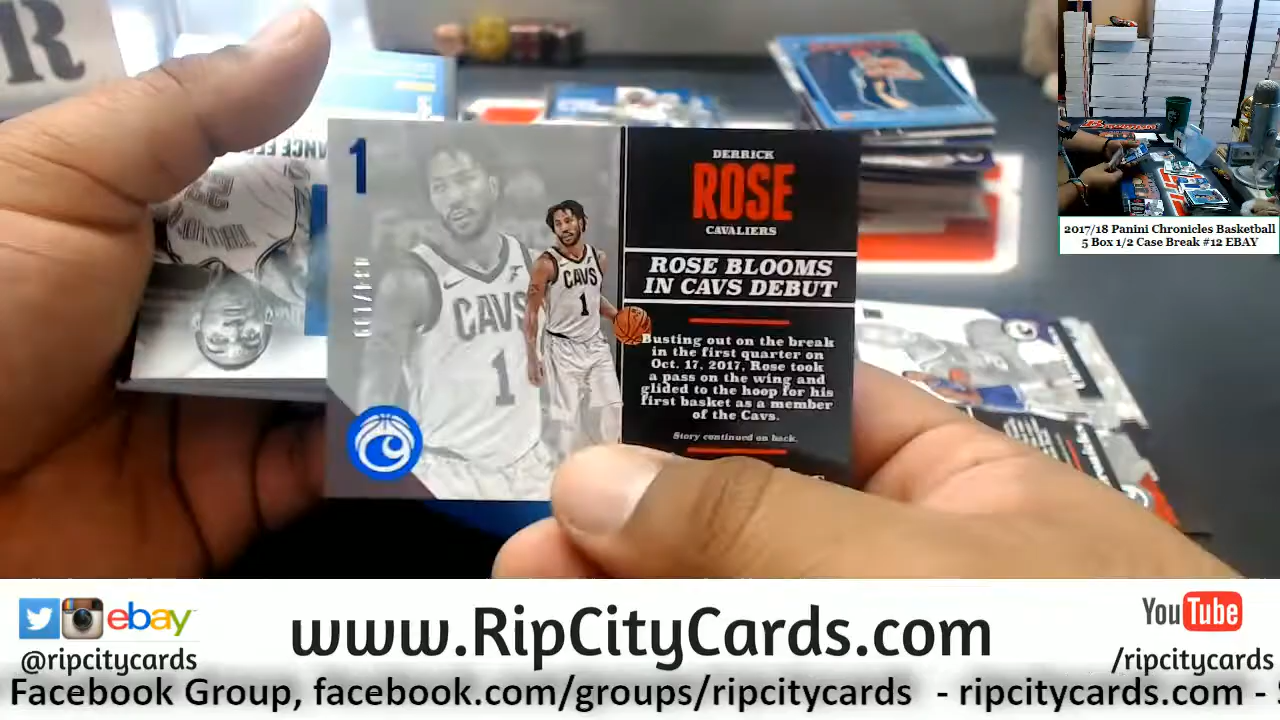 R
1
DERRICK
ROSE
CAVALIERS
ROSE BLOOMS
IN CAVS DEBUT
Busting out on the break
in the first quarter on
Oct. 17, 2017, Rose took
a pass on the wing and
glided to the hoop for his
first basket as a member
of the Cavs.
Story continued on back.
CAVS
1
CAVS
1
2017/18 Panini Chronicles Basketball
5 Box 1/2 Case Break #12 EBAY
ebay
@ripcitycards
www.RipCityCards.com
YouTube
/ripcitycards
Facebook Group, facebook.com/groups/ripcitycards - ripcitycards.com -